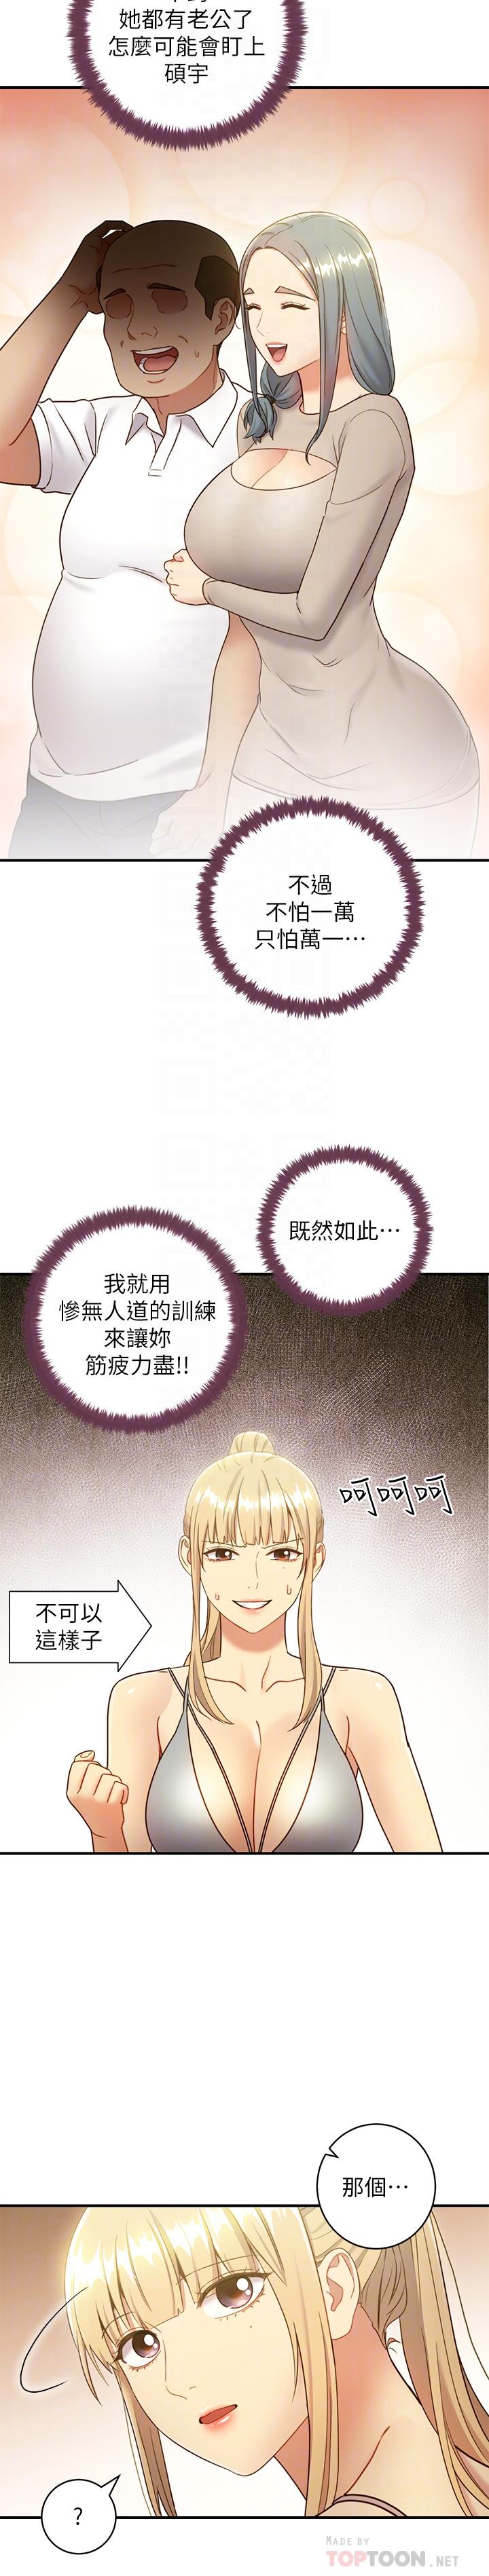 她都有老公了
怎麼可能會盯上
碩宇
不過
不怕一萬
只怕萬一…
既然如此…
我就用
慘無人道的訓練
來讓妳
筋疲力盡!!
呵呵呵
不可以
這樣子
那個…
?
MADE BY
TOPTOON.NET